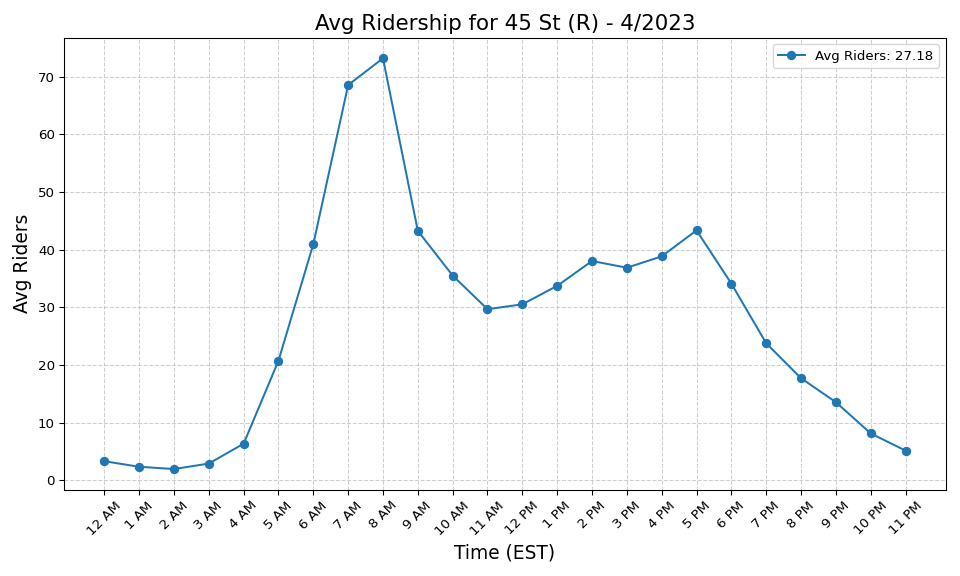 Avg Ridership for 45 St (R) - 4/2023
Avg Riders: 27.18
Avg Riders
70
60
50
40
30
20
10
0
12 AM
1 AM
2 AM
3 AM
4 AM
5 AM
6 AM
7 AM
8 AM
9 AM
10 AM
11 AM
12 PM
1 PM
2 PM
3 PM
4 PM
5 PM
6 PM
7 PM
8 PM
9 PM
10 PM
11 PM
Time (EST)